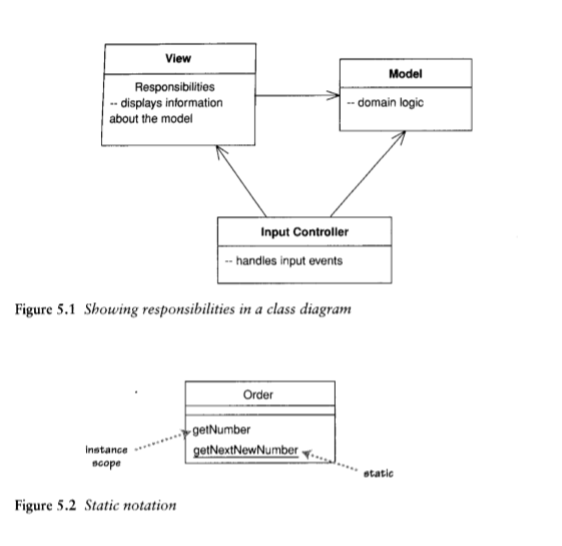 View
Responsibilities
-- displays information
about the model
Model
-- domain logic
Input Controller
-- handles input events
Figure 5.1 Showing responsibilities in a class diagram
Order
getNumber
getNextNewNumber
instance
scope
static
Figure 5.2 Static notation